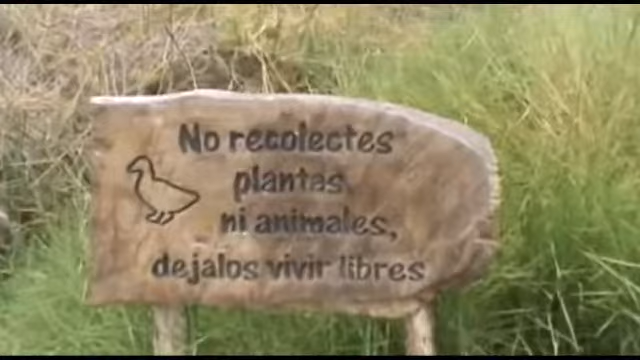 No recolectes
plantas
ni animales,
dejalos vivir libres